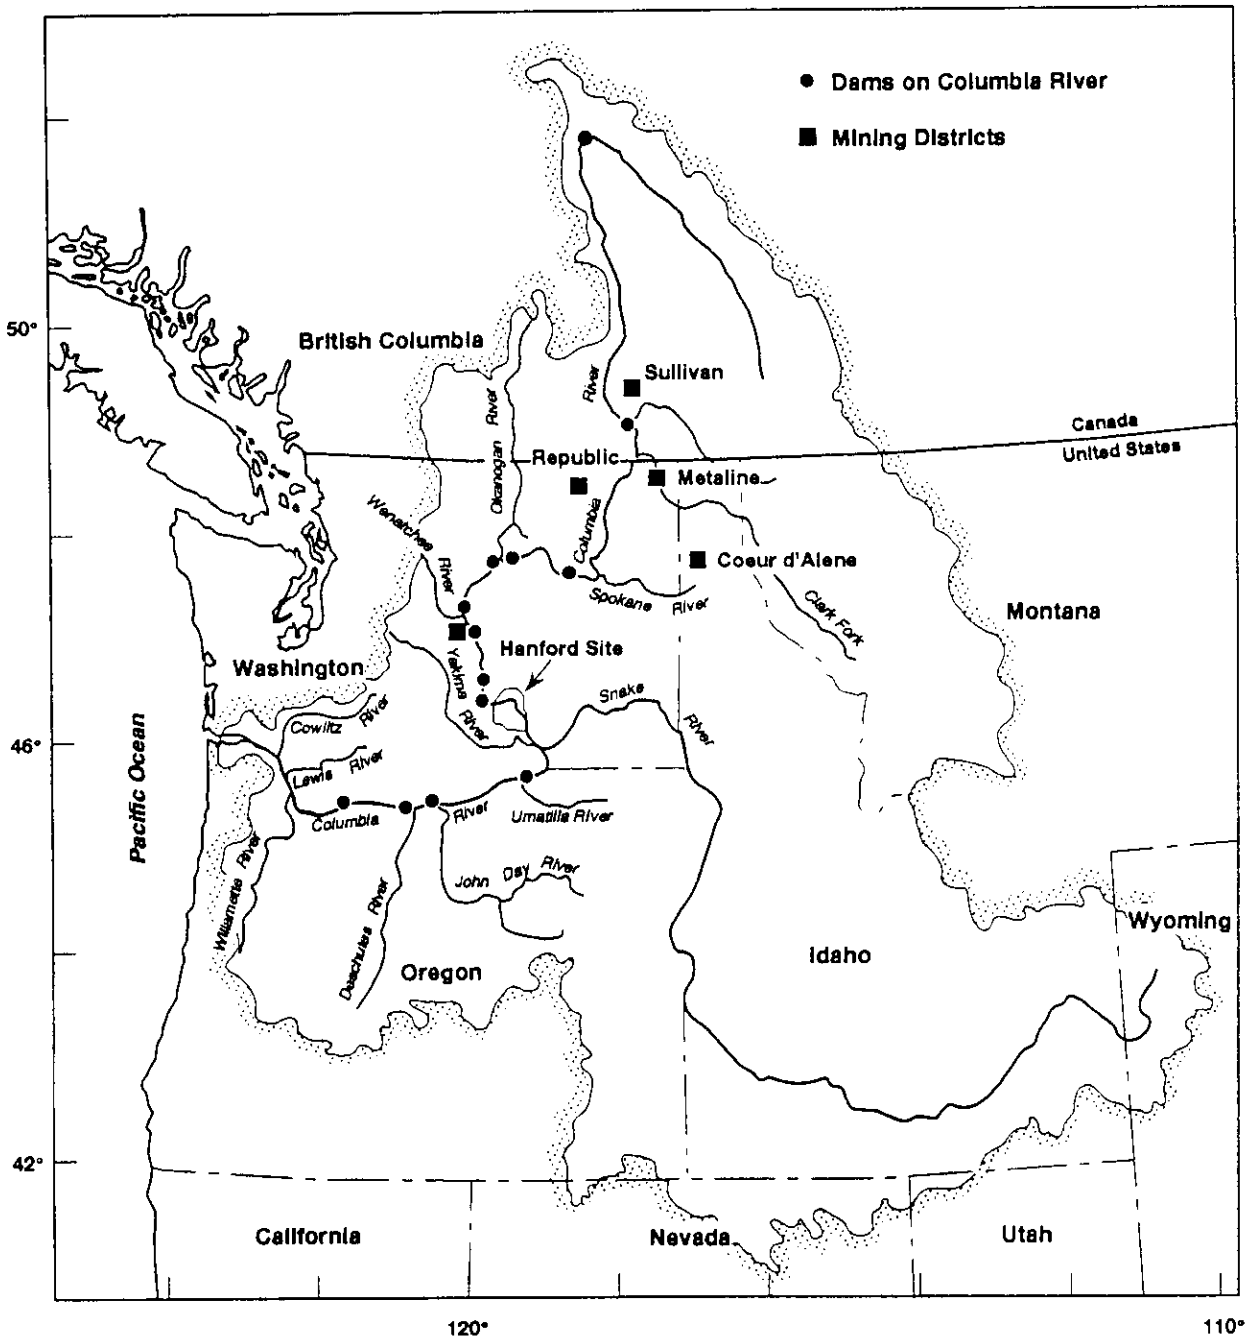 Dams on Columbia River
Mining Districts
50°
British Columbia
Sullivan
River
Okanogan River
Canada
United States
Republic
Metaline
Wenatchee River
Columbia
Coeur d'Alene
Spokane River
Clark Fork
Montana
Hanford Site
Washington
Yakima River
Snake River
Cowlitz River
46°
Pacific Ocean
Lewis River
Columbia River
Umatilla River
Willamette River
Deschutes River
John Day River
Wyoming
Idaho
Oregon
42°
California
Nevada
Utah
120°
110°